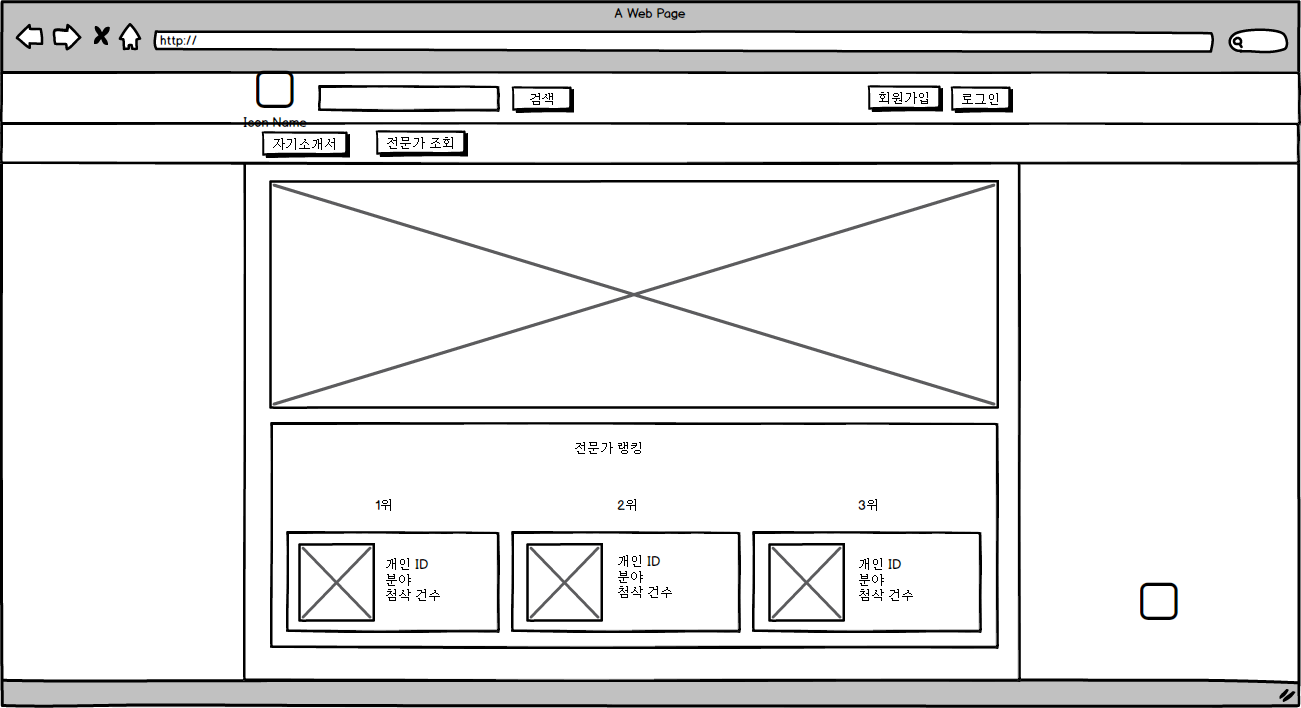 A Web Page
http://
검색
회원가입
로그인
Icon Name
자기소개서
전문가 조회
전문가 랭킹
1위
2위
3위
개인 ID
분야
첨삭 건수
개인 ID
분야
첨삭 건수
개인 ID
분야
첨삭 건수